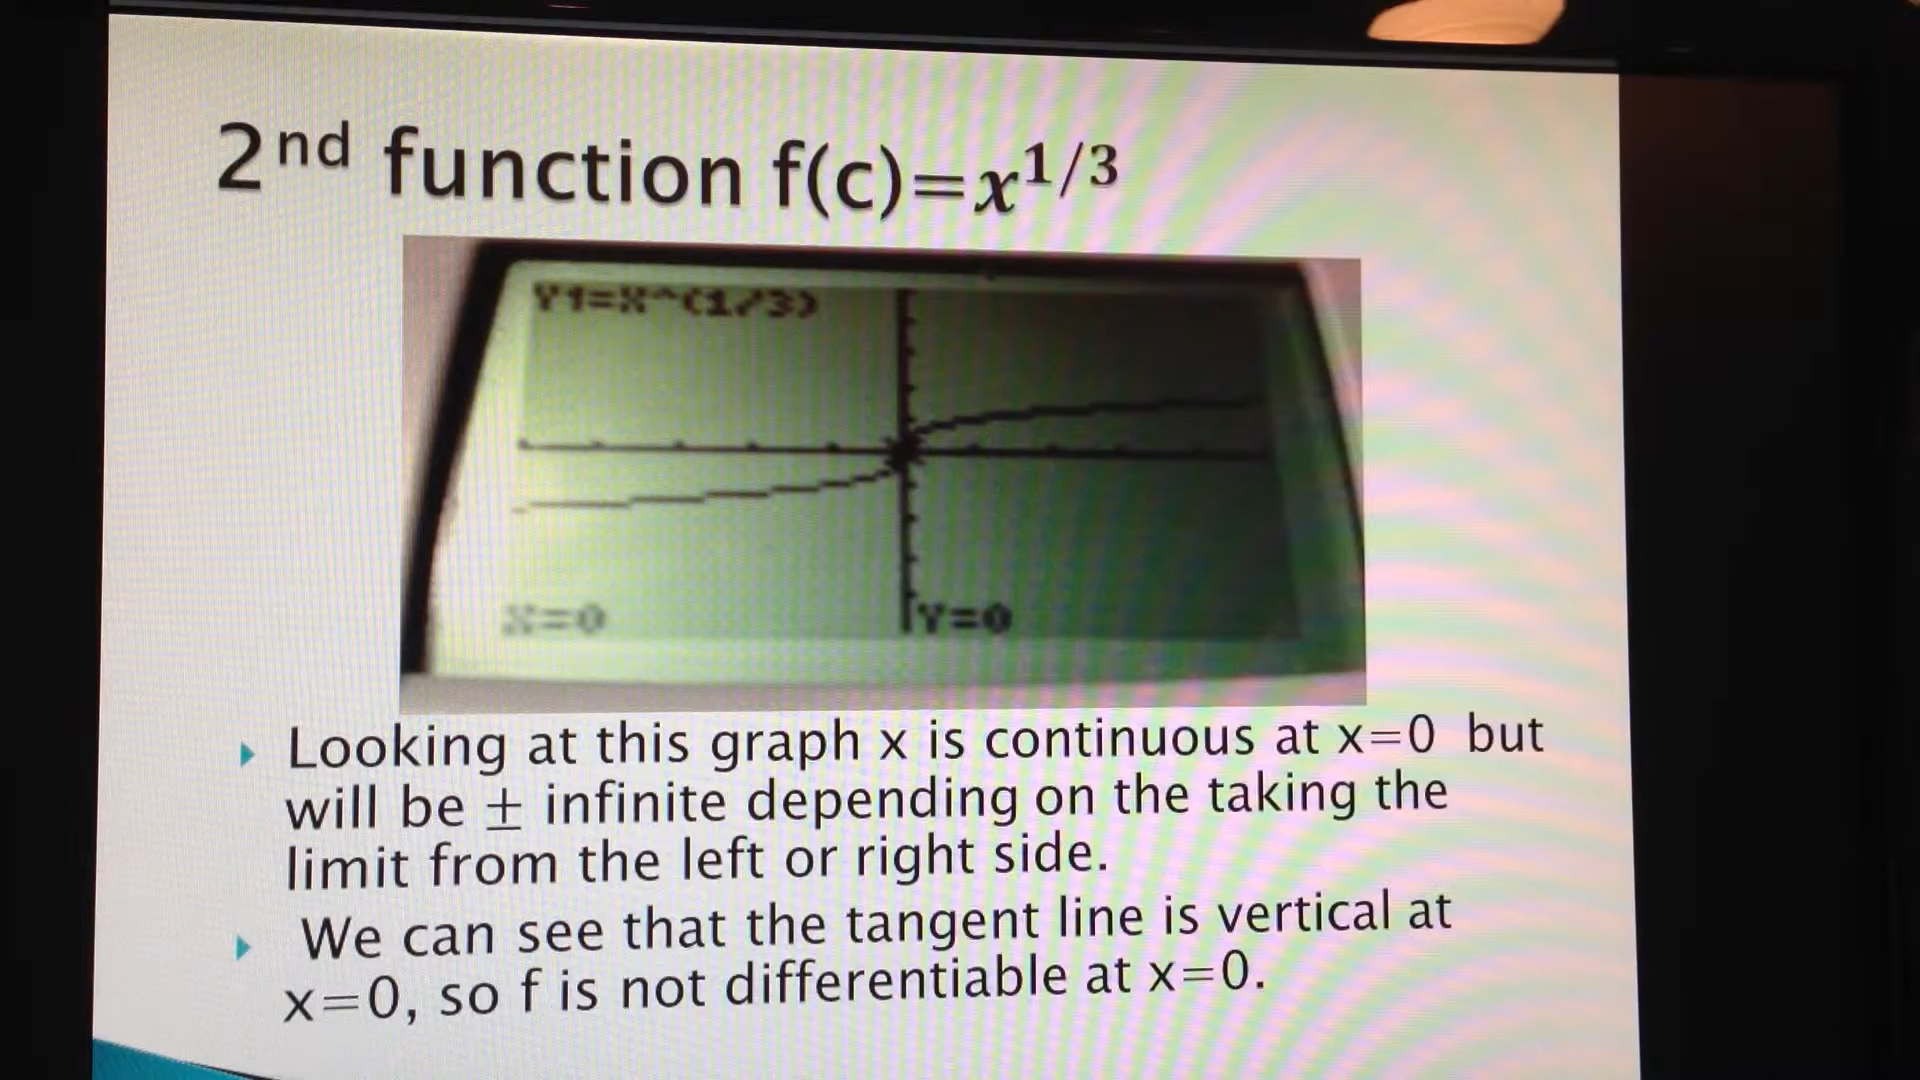 2nd function f(c)=x^1/3
Y1=X^(1/3)
X=0 Y=0
Looking at this graph x is continuous at x=0 but
will be ± infinite depending on the taking the
limit from the left or right side.
We can see that the tangent line is vertical at
x=0, so f is not differentiable at x=0.